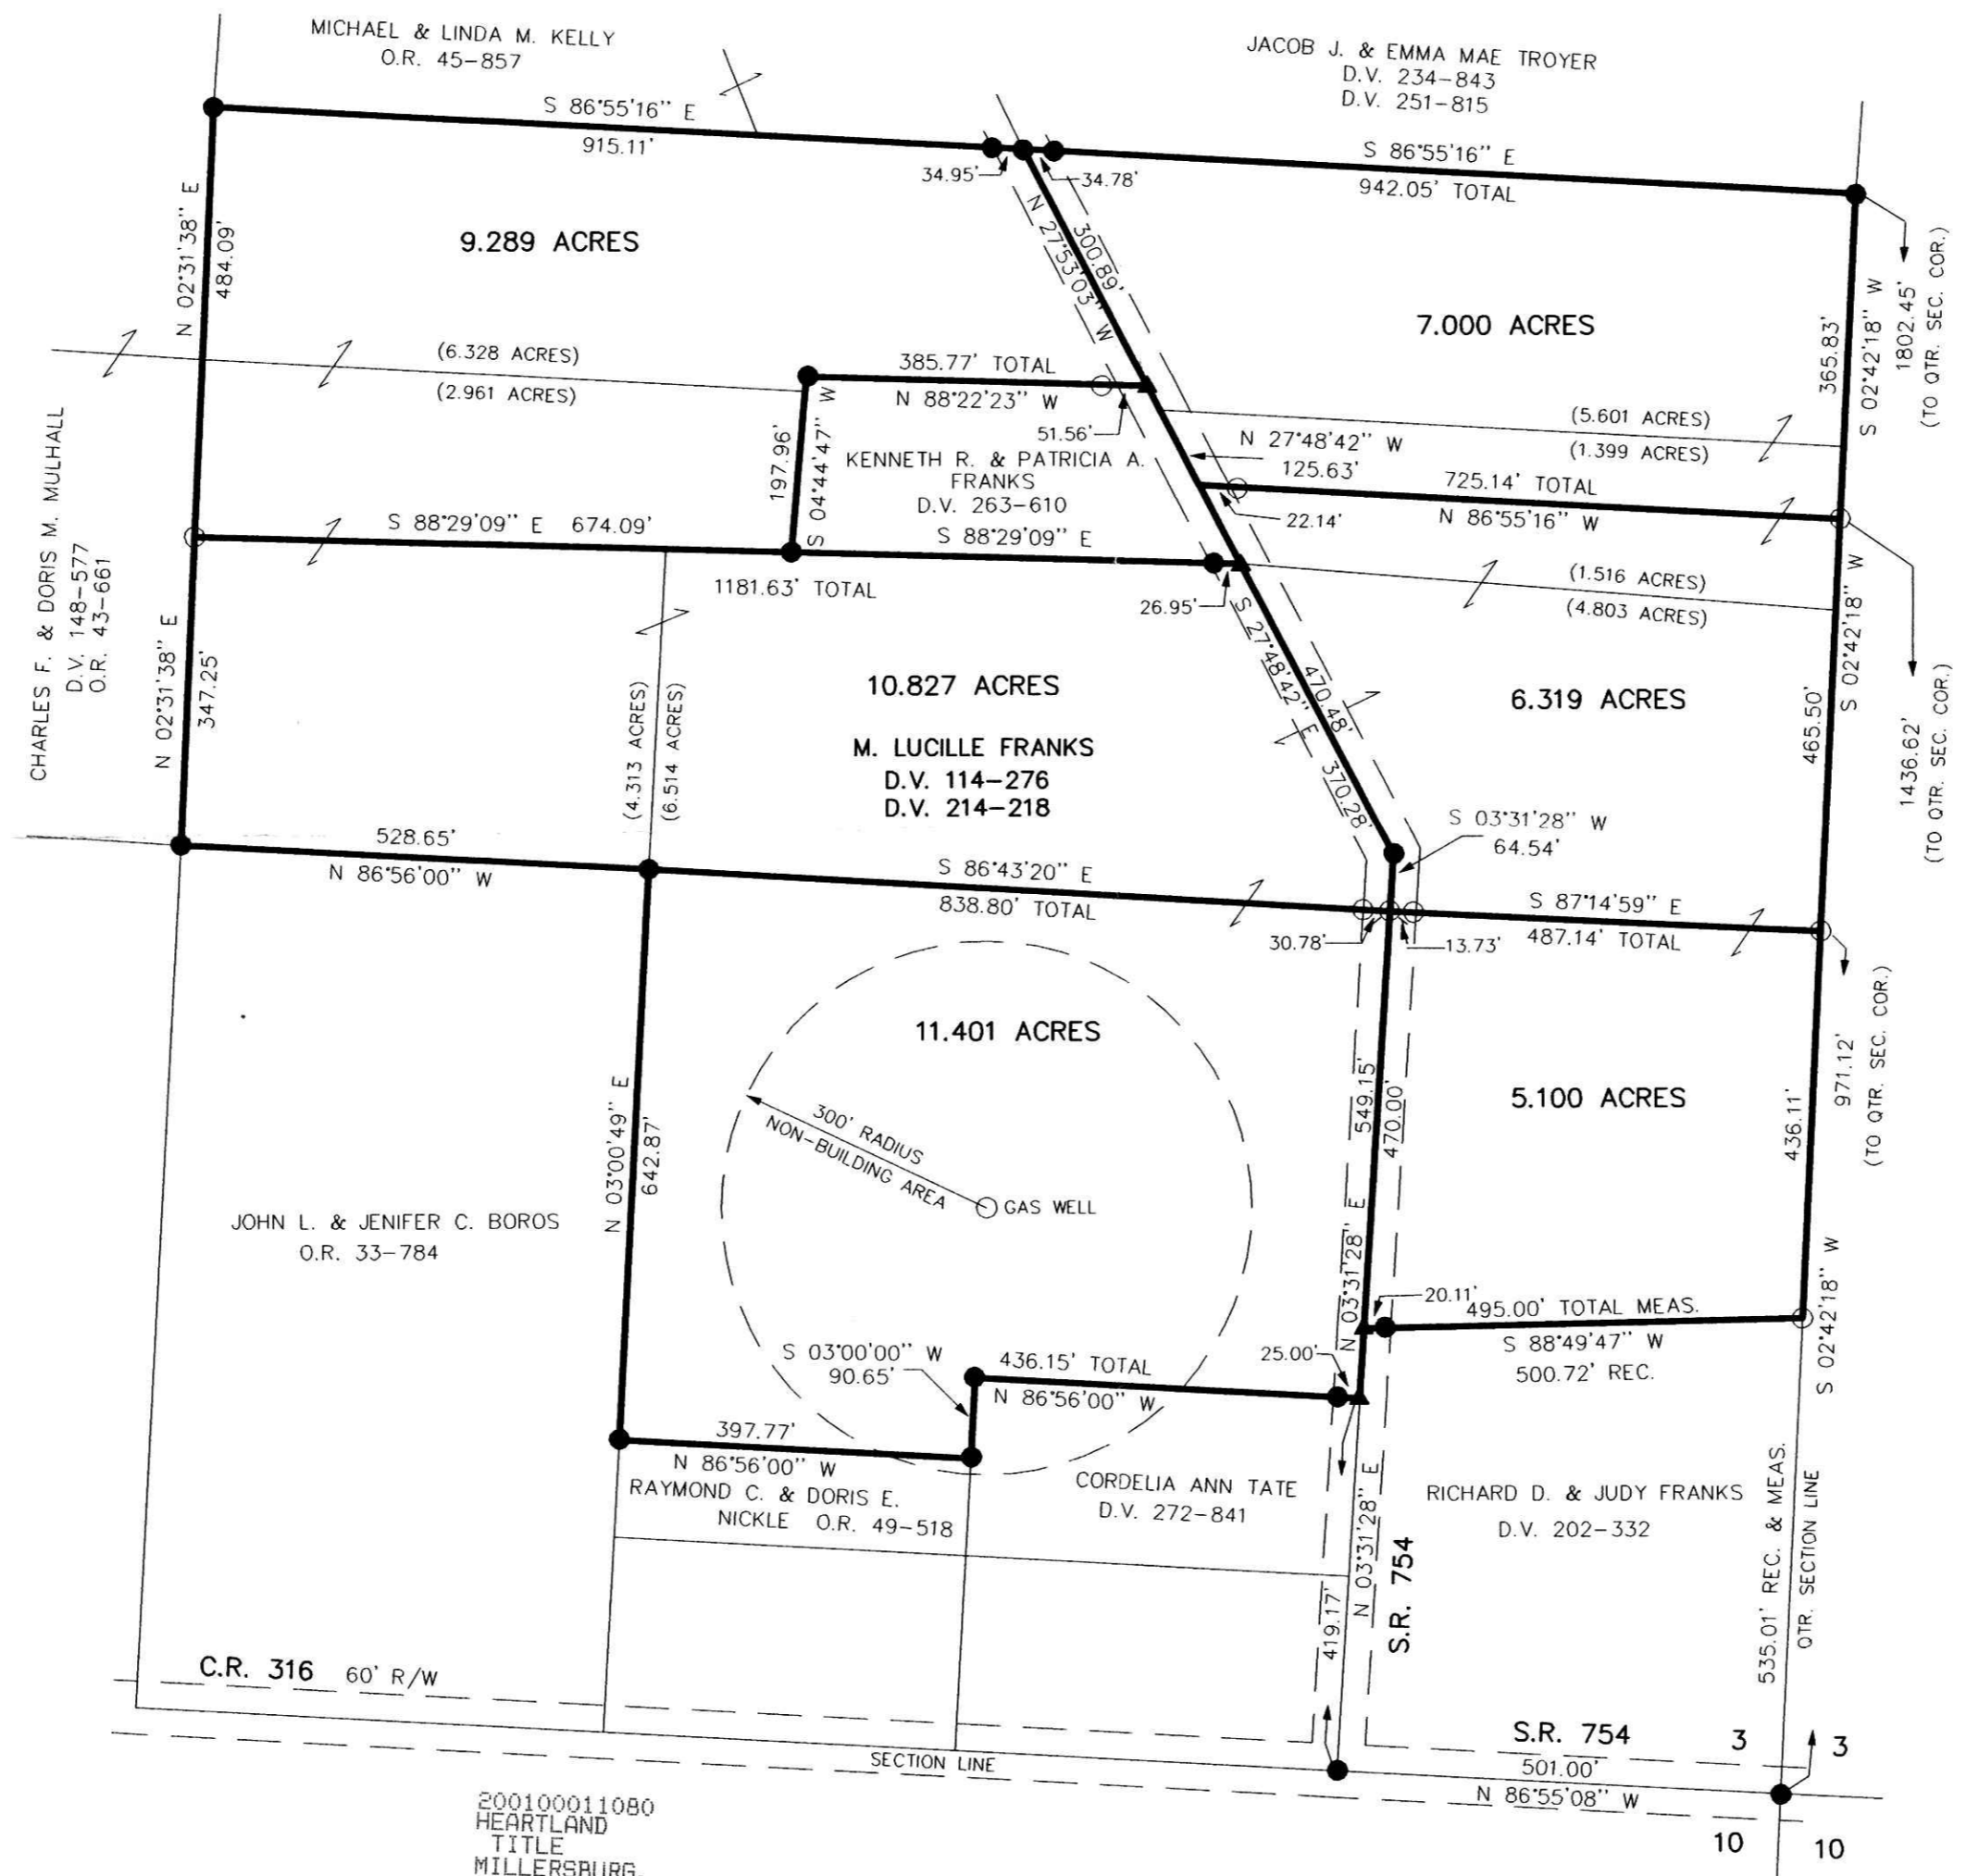 MICHAEL & LINDA M. KELLY
O.R. 45-857
JACOB J. & EMMA MAE TROYER
D.V. 234-843
D.V. 251-815
S 86°55'16" E
915.11'
34.95'
34.78'
S 86°55'16" E
942.05' TOTAL
N 02°31'38" E
484.09'
9.289 ACRES
N 27°53'03" W
300.89'
7.000 ACRES
365.83'
S 02°42'18" W
1802.45'
(TO QTR. SEC. COR.)
(6.328 ACRES)
(2.961 ACRES)
385.77' TOTAL
N 88°22'23" W
51.56'
197.96'
S 04°44'47" W
KENNETH R. & PATRICIA A.
FRANKS
D.V. 263-610
N 27°48'42" W
125.63'
(5.601 ACRES)
(1.399 ACRES)
725.14' TOTAL
N 86°55'16" W
22.14'
CHARLES F. & DORIS M. MULHALL
D.V. 148-577
O.R. 43-661
S 88°29'09" E 674.09'
S 88°29'09" E
1181.63' TOTAL
26.95'
(1.516 ACRES)
(4.803 ACRES)
S 02°42'18" W
465.50'
1436.62'
(TO QTR. SEC. COR.)
N 02°31'38" E
347.25'
(4.313 ACRES)
(6.514 ACRES)
10.827 ACRES
M. LUCILLE FRANKS
D.V. 114-276
D.V. 214-218
S 27°48'42" E
470.48'
370.28'
6.319 ACRES
S 03°31'28" W
64.54'
528.65'
N 86°56'00" W
S 86°43'20" E
838.80' TOTAL
30.78'
13.73'
S 87°14'59" E
487.14' TOTAL
971.12'
(TO QTR. SEC. COR.)
11.401 ACRES
N 03°00'49" E
642.87'
300' RADIUS
NON-BUILDING AREA
GAS WELL
549.15'
470.00'
N 03°31'28" E
5.100 ACRES
436.11'
S 02°42'18" W
JOHN L. & JENIFER C. BOROS
O.R. 33-784
20.11'
495.00' TOTAL MEAS.
S 88°49'47" W
500.72' REC.
S 03°00'00" W
90.65'
436.15' TOTAL
N 86°56'00" W
25.00'
397.77'
N 86°56'00" W
RAYMOND C. & DORIS E.
NICKLE O.R. 49-518
CORDELIA ANN TATE
D.V. 272-841
N 03°31'28" E
419.17'
S.R. 754
RICHARD D. & JUDY FRANKS
D.V. 202-332
535.01' REC. & MEAS.
QTR. SECTION LINE
C.R. 316 60' R/W
SECTION LINE
S.R. 754
3
3
501.00'
N 86°55'08" W
10
10
200100011080
HEARTLAND
TITLE
MILLERSBURG.